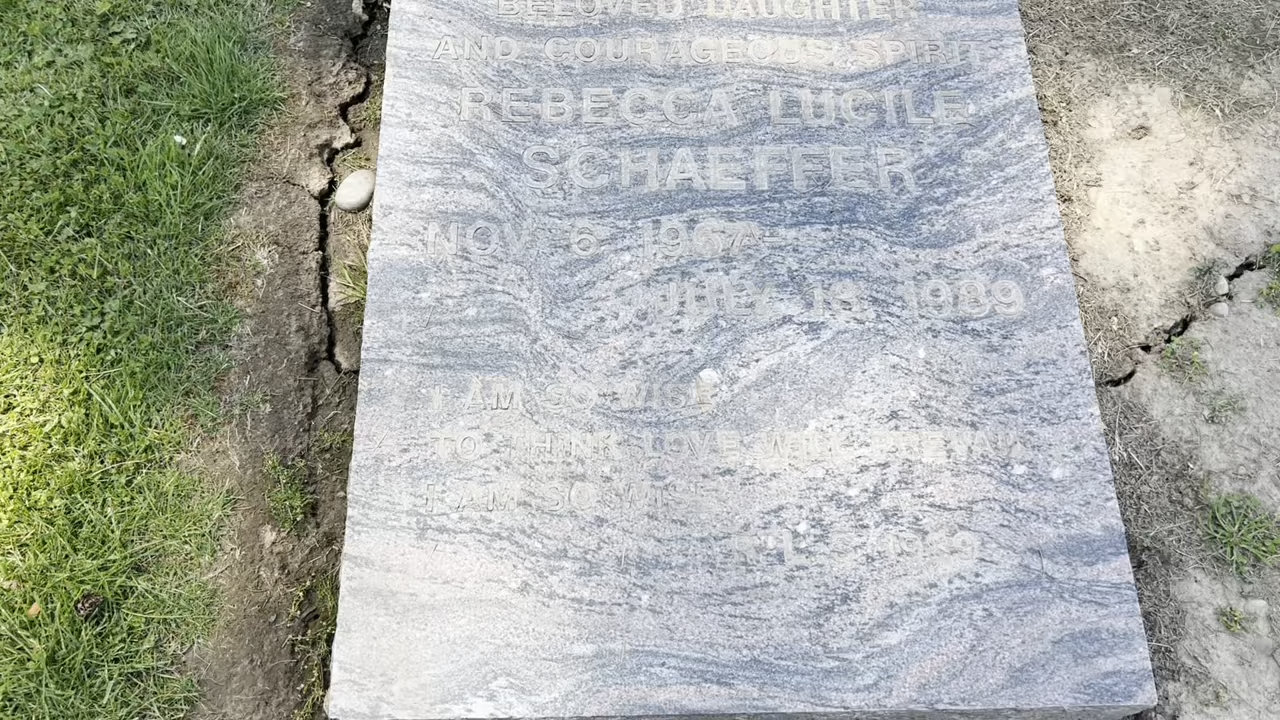 BELOVED DAUGHTER
AND COURAGEOUS SPIRIT
REBECCA LUCILE
SCHAEFFER
NOV 6 1967-
JULY 18 1989
I AM SO WISE
TO THINK LOVE WILL PREVAIL
I AM SO WISE
R L S 1989